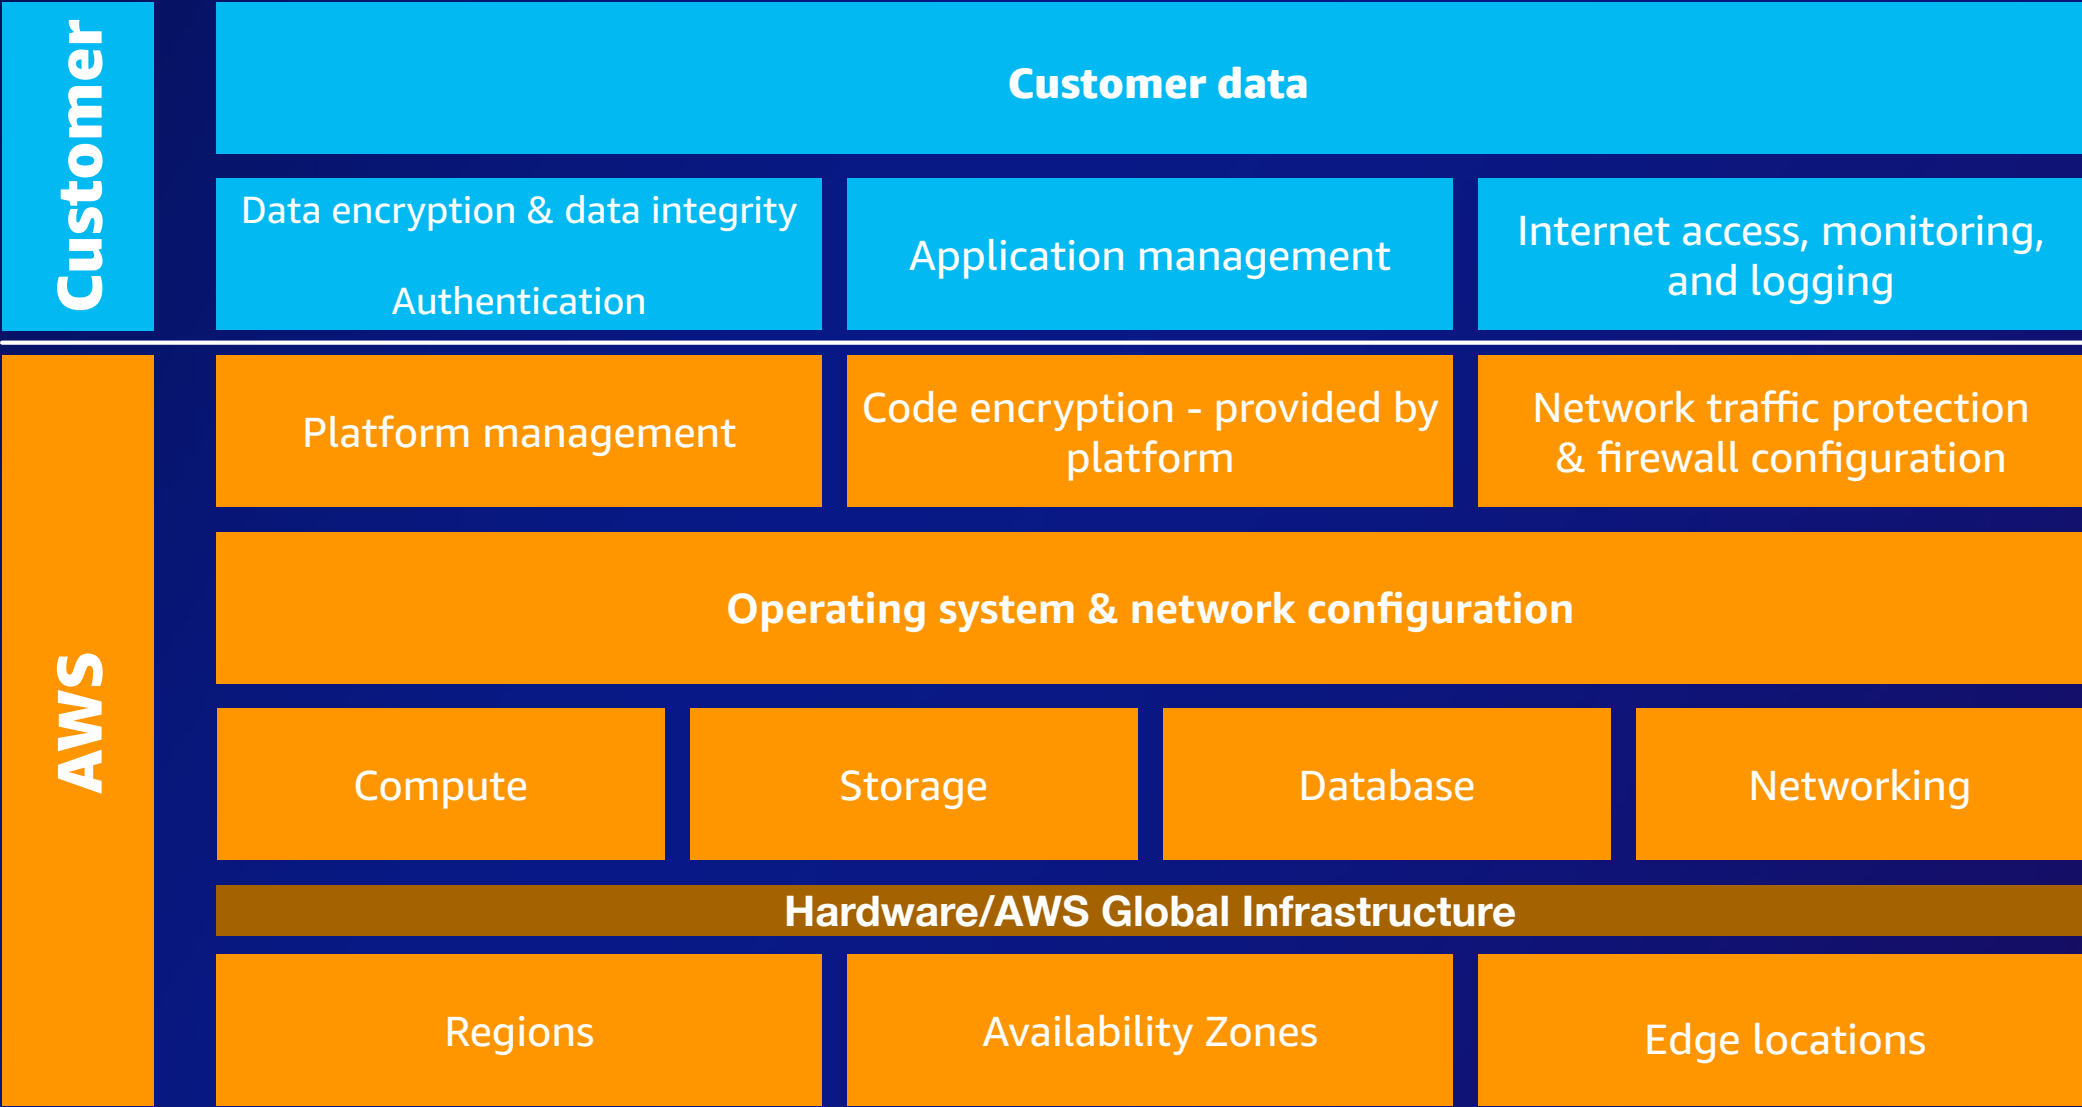 Customer
Customer data
Data encryption & data integrity
Authentication
Application management
Internet access, monitoring,
and logging
AWS
Platform management
Code encryption - provided by
platform
Network traffic protection
& firewall configuration
Operating system & network configuration
Compute
Storage
Database
Networking
Hardware/AWS Global Infrastructure
Regions
Availability Zones
Edge locations